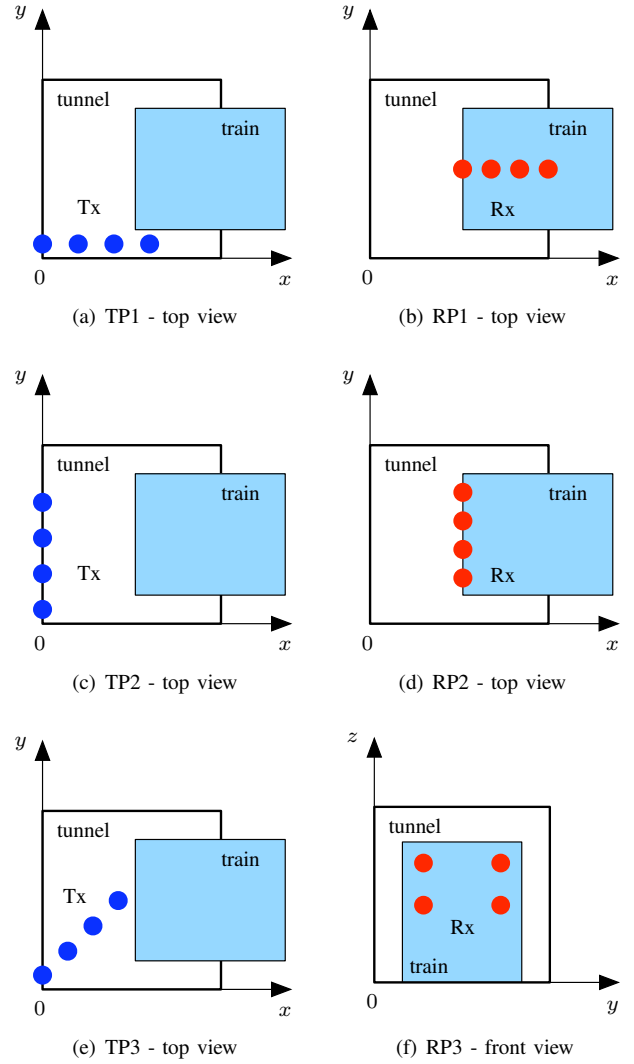 y
y
tunnel
tunnel
train
train
Tx
Rx
0
x
0
x
(a) TP1 - top view
(b) RP1 - top view
y
y
tunnel
tunnel
train
train
Tx
Rx
0
x
0
x
(c) TP2 - top view
(d) RP2 - top view
y
z
tunnel
tunnel
train
Tx
Rx
train
0
x
0
y
(e) TP3 - top view
(f) RP3 - front view